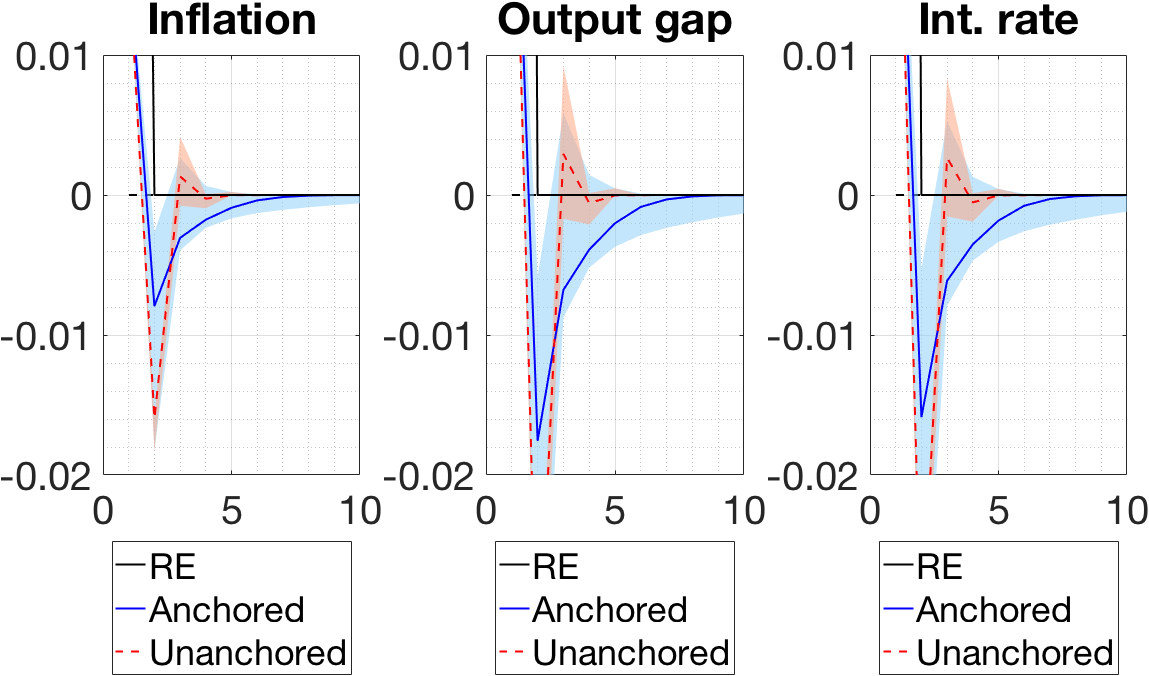 Inflation
Output gap
Int. rate
0.01
0
-0.01
-0.02
0
5
10
0.01
0
-0.01
-0.02
0
5
10
0.01
0
-0.01
-0.02
0
5
10
RE
Anchored
Unanchored
RE
Anchored
Unanchored
RE
Anchored
Unanchored